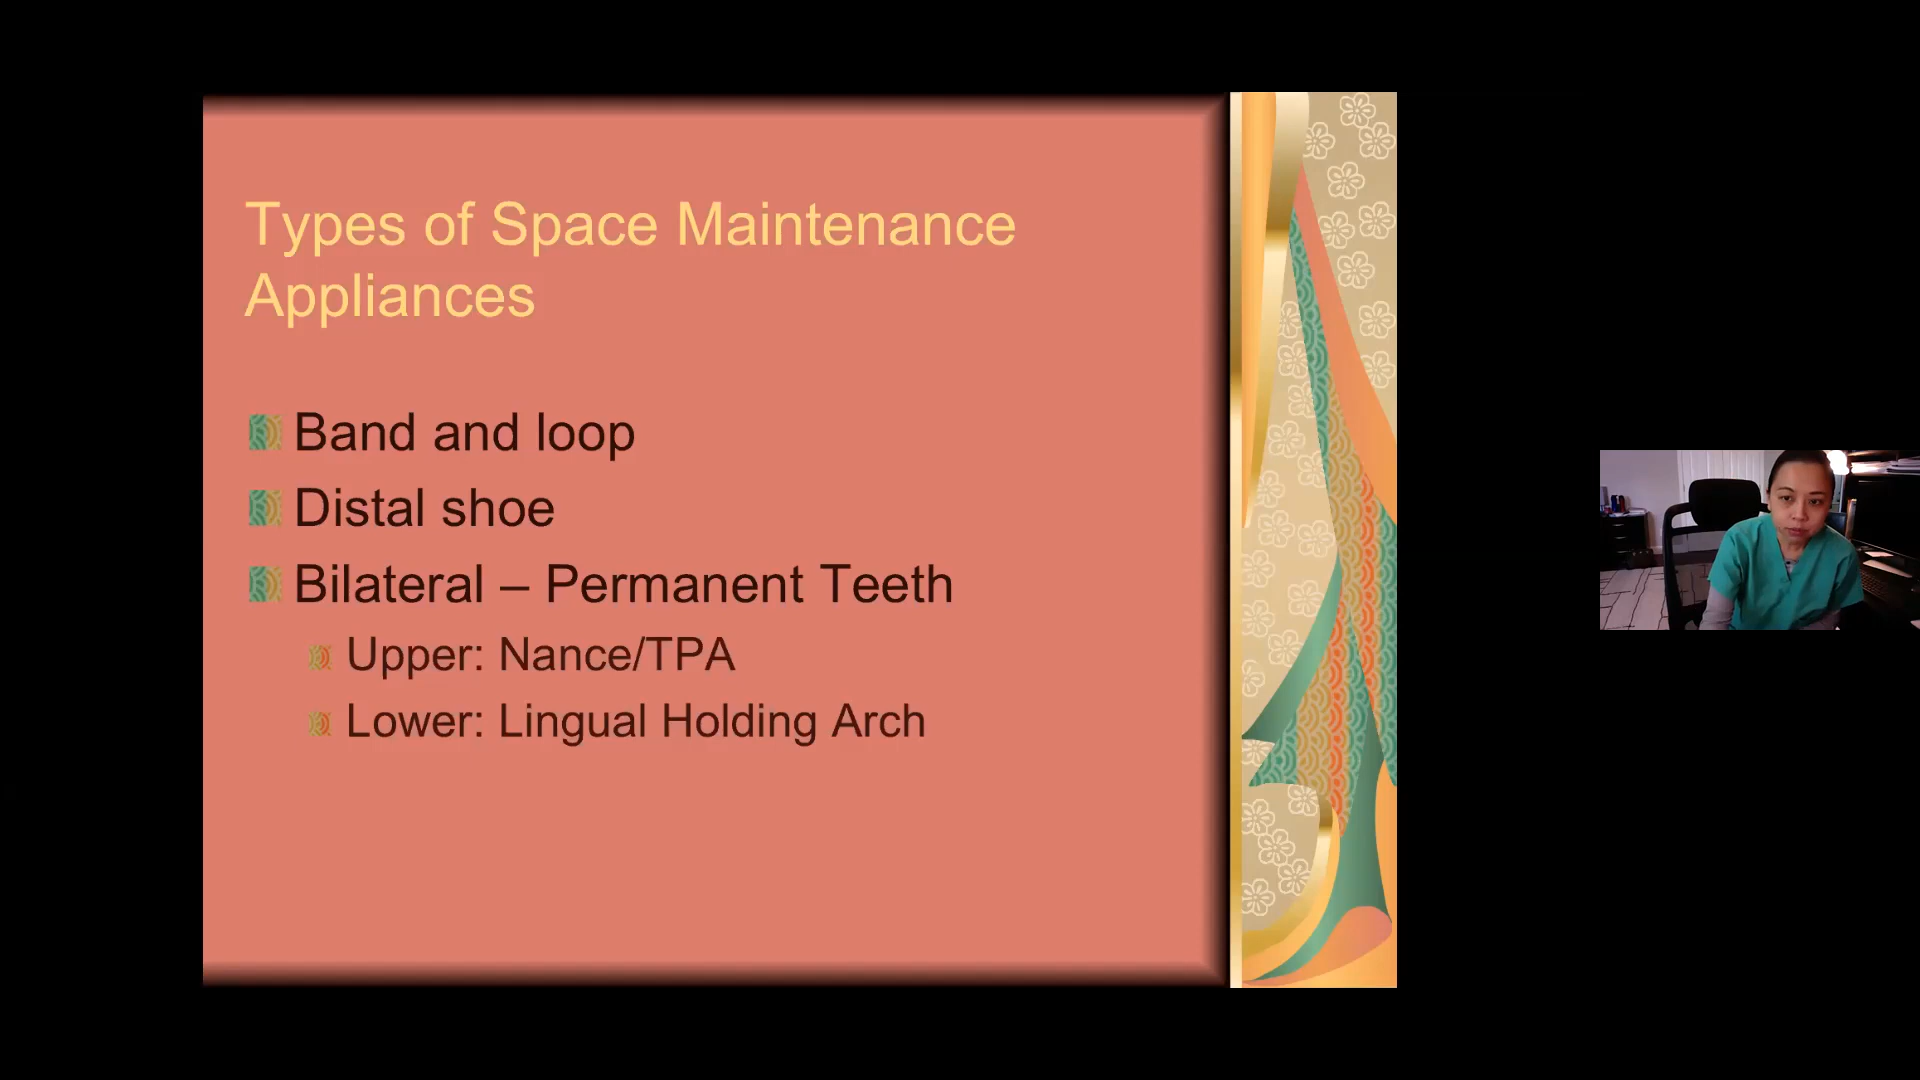 Types of Space Maintenance
Appliances
Band and loop
Distal shoe
Bilateral – Permanent Teeth
Upper: Nance/TPA
Lower: Lingual Holding Arch